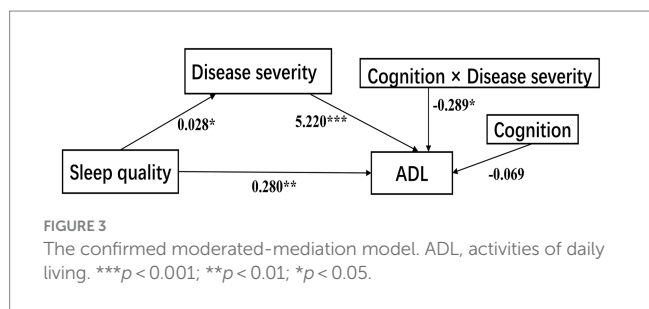 Disease severity
Cognition × Disease severity
0.028*
5.220***
-0.289*
Cognition
Sleep quality
0.280**
ADL
-0.069
FIGURE 3
The confirmed moderated-mediation model. ADL, activities of daily
living. ***p < 0.001; **p < 0.01; *p < 0.05.